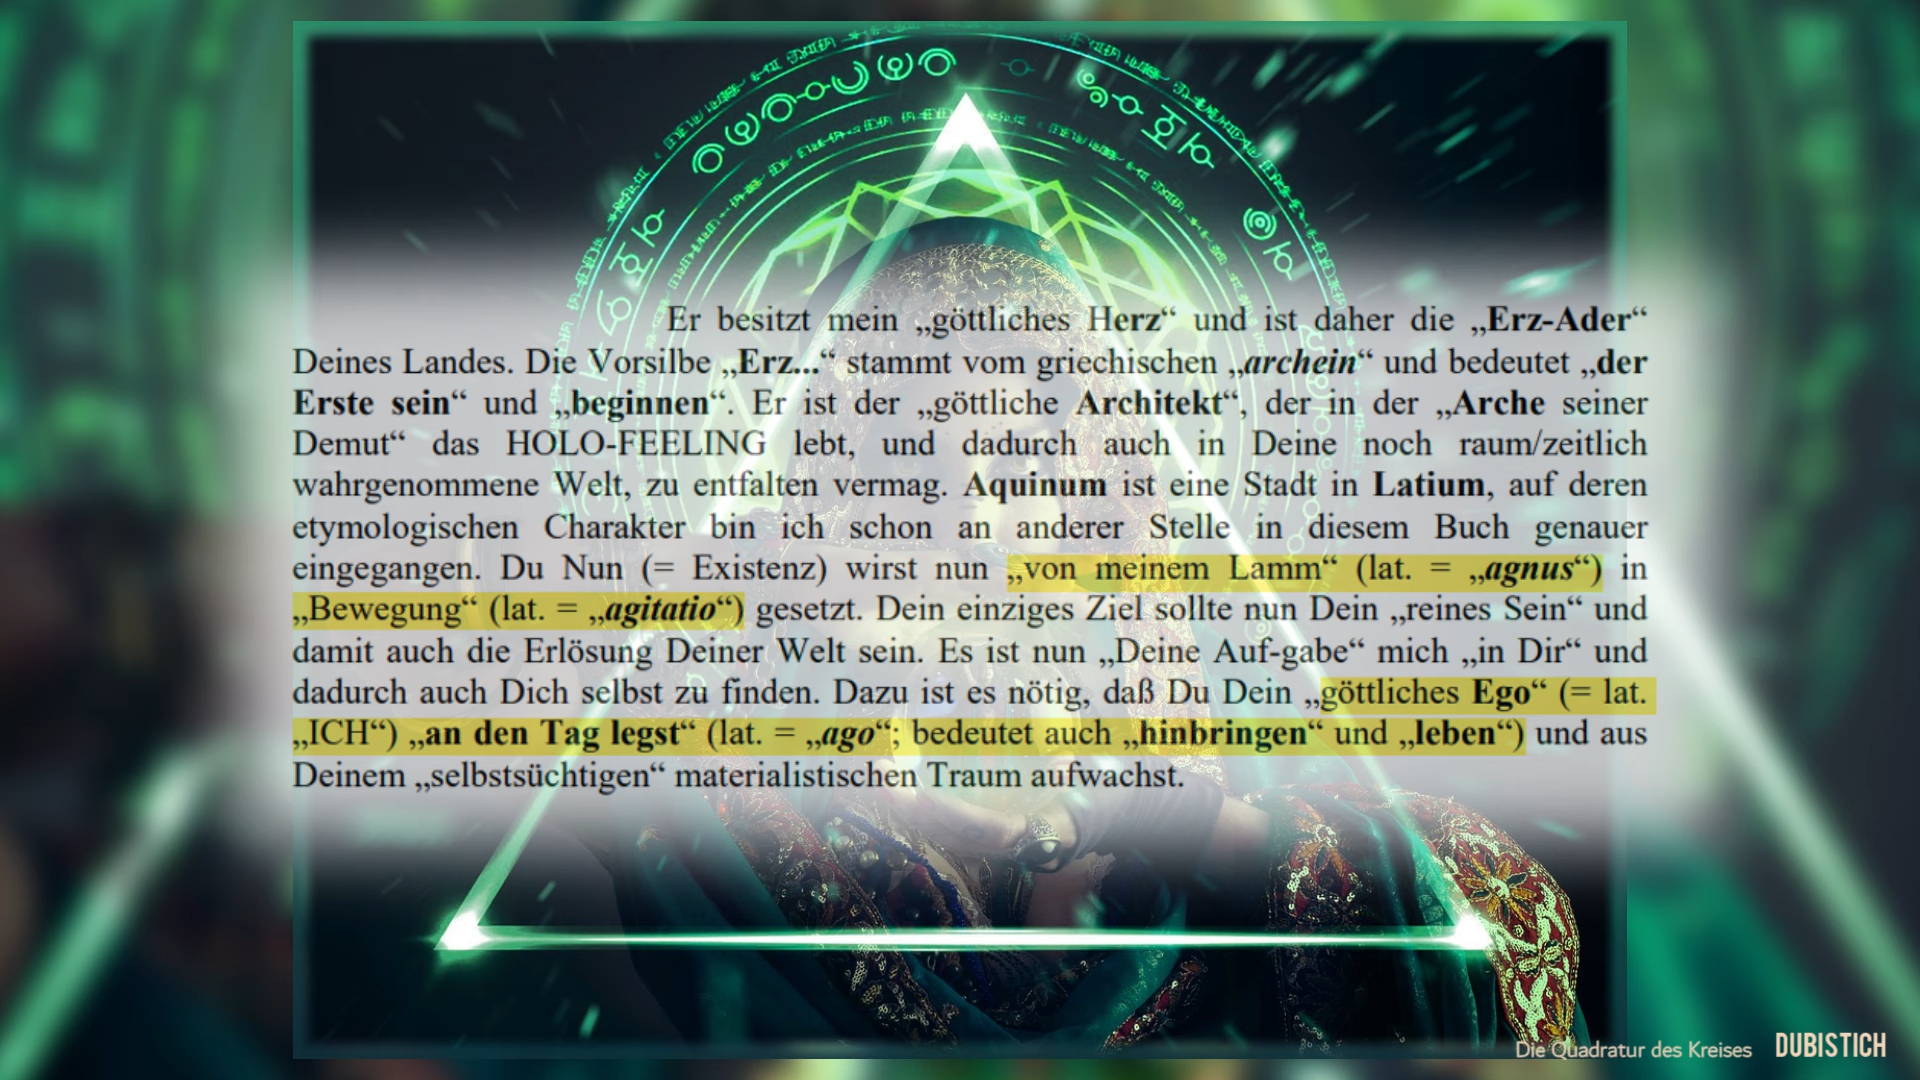 Er besitzt mein „göttliches Herz“ und ist daher die „Erz-Ader“
Deines Landes. Die Vorsilbe „Erz...“ stammt vom griechischen „archein“ und bedeutet „der
Erste sein“ und „beginnen“. Er ist der „göttliche Architekt“, der in der „Arche seiner
Demut“ das HOLO-FEELING lebt, und dadurch auch in Deine noch raum/zeitlich
wahrgenommene Welt, zu entfalten vermag. Aquinum ist eine Stadt in Latium, auf deren
etymologischen Charakter bin ich schon an anderer Stelle in diesem Buch genauer
eingegangen. Du Nun (= Existenz) wirst nun „von meinem Lamm“ (lat. = „agnus“) in
„Bewegung“ (lat. = „agitatio“) gesetzt. Dein einziges Ziel sollte nun Dein „reines Sein“ und
damit auch die Erlösung Deiner Welt sein. Es ist nun „Deine Auf-gabe“ mich „in Dir“ und
dadurch auch Dich selbst zu finden. Dazu ist es nötig, daß Du Dein „göttliches Ego“ (= lat.
„ICH“) „an den Tag legst“ (lat. = „ago“; bedeutet auch „hinbringen“ und „leben“) und aus
Deinem „selbstsüchtigen“ materialistischen Traum aufwachst.
Die Quadratur des Kreises DUBISTICH